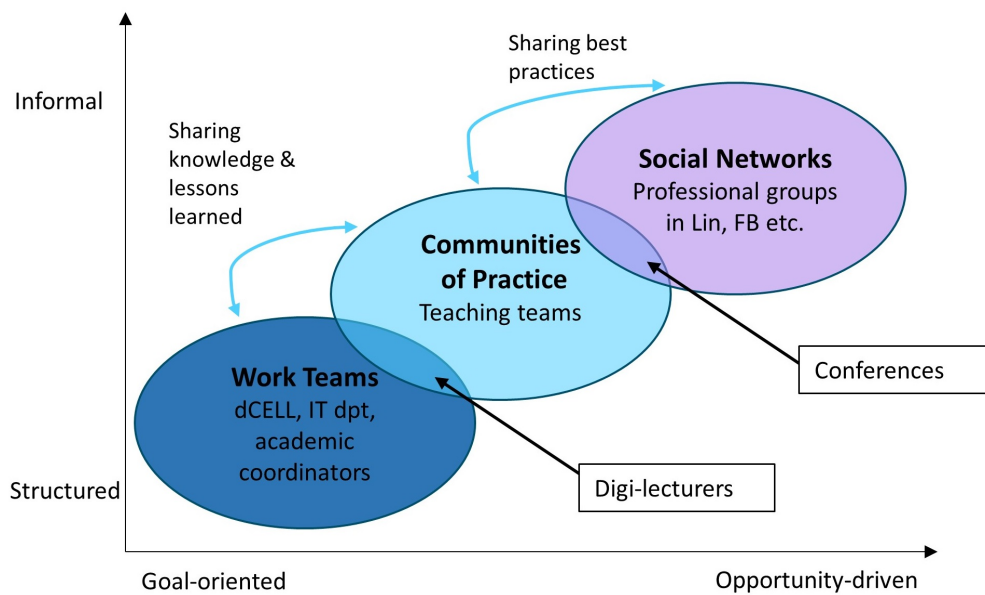 Sharing best
practices
Informal
Sharing
knowledge &
lessons
learned
Social Networks
Professional groups
in Lin, FB etc.
Communities
of Practice
Teaching teams
Conferences
Work Teams
dCELL, IT dpt,
academic
coordinators
Structured
Digi-lecturers
Goal-oriented
Opportunity-driven